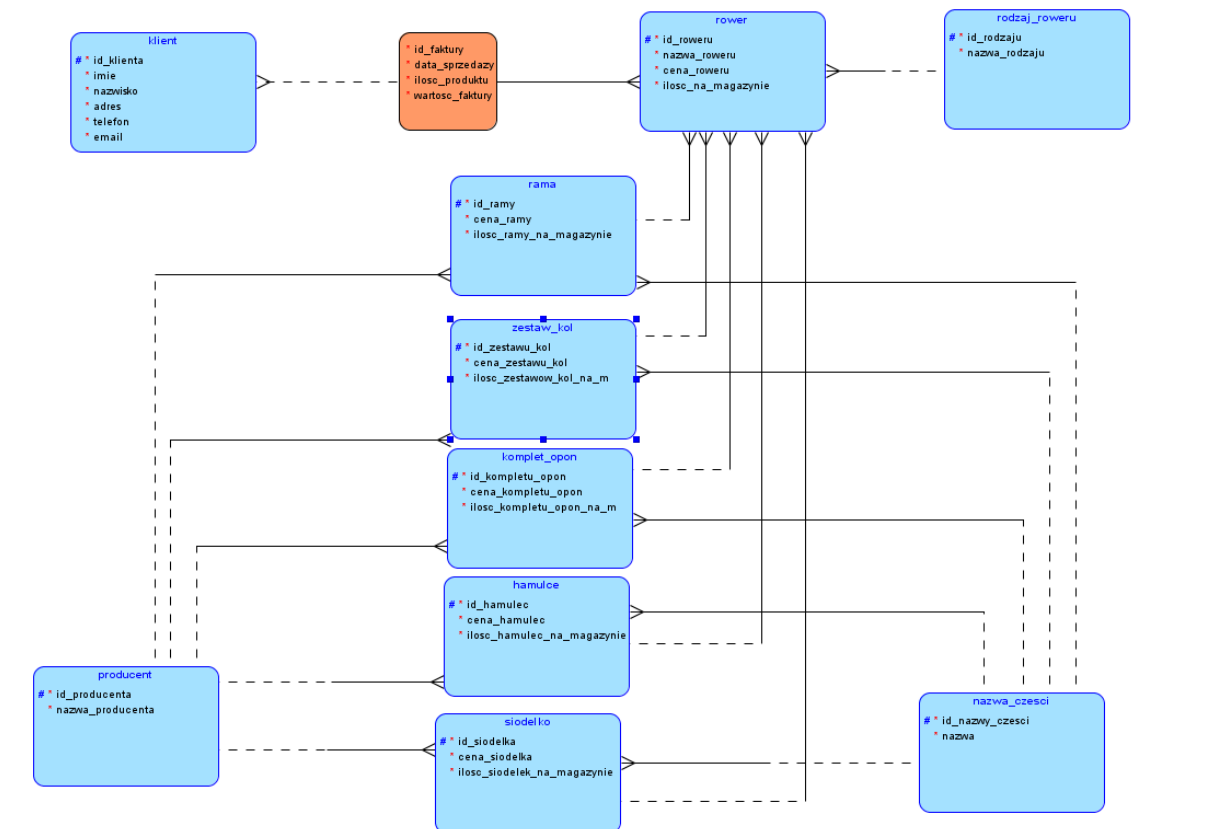 klient
# * id_klienta
* imie
* nazwisko
* adres
* telefon
* email
* id_faktury
* data_sprzedazy
* ilosc_produktu
* wartosc_faktury
rower
# * id_roweru
* nazwa_roweru
* cena_roweru
* ilosc_na_magazynie
rodzaj_roweru
# * id_rodzaju
* nazwa_rodzaju
rama
# * id_ramy
* cena_ramy
* ilosc_ramy_na_magazynie
zestaw_kol
# * id_zestawu_kol
* cena_zestawu_kol
* ilosc_zestawow_kol_na_m
komplet_opon
# * id_kompletu_opon
* cena_kompletu_opon
* ilosc_kompletu_opon_na_m
hamulce
# * id_hamulec
* cena_hamulec
* ilosc_hamulec_na_magazynie
producent
# * id_producenta
* nazwa_producenta
siodelko
# * id_siodelka
* cena_siodelka
* ilosc_siodelek_na_magazynie
nazwa_czesci
# * id_nazwy_czesci
* nazwa